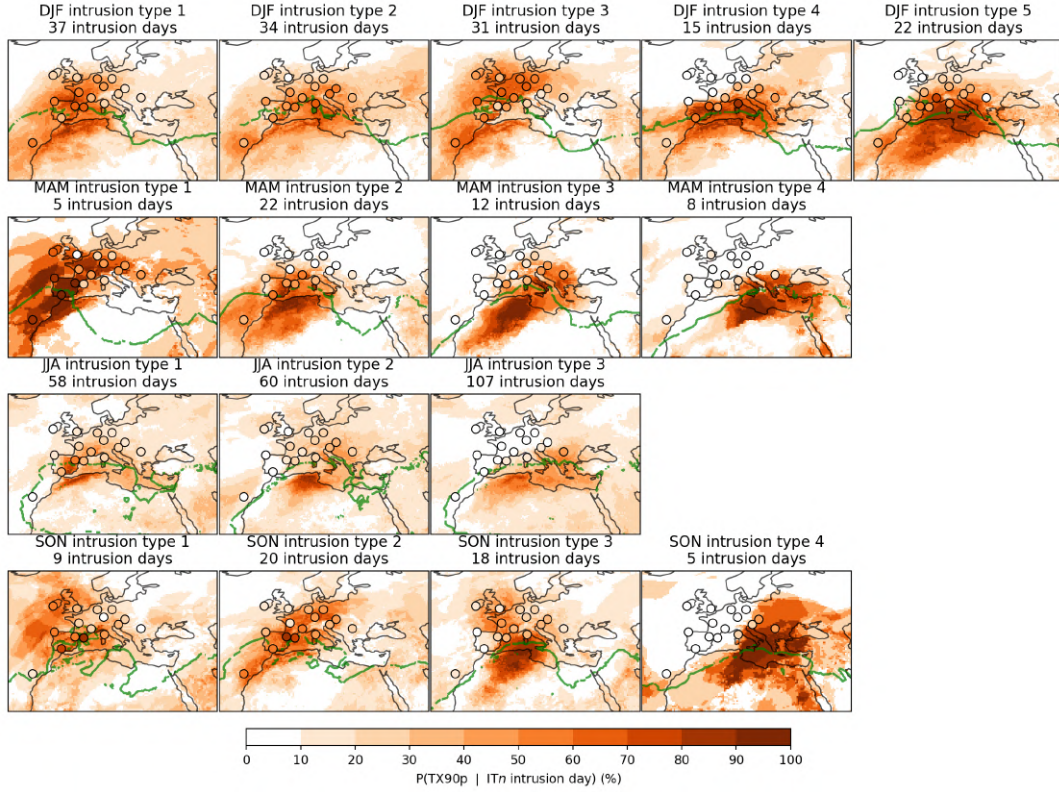 DJF intrusion type 1
37 intrusion days
DJF intrusion type 2
34 intrusion days
DJF intrusion type 3
31 intrusion days
DJF intrusion type 4
15 intrusion days
DJF intrusion type 5
22 intrusion days
MAM intrusion type 1
5 intrusion days
MAM intrusion type 2
22 intrusion days
MAM intrusion type 3
12 intrusion days
MAM intrusion type 4
8 intrusion days
JJA intrusion type 1
58 intrusion days
JJA intrusion type 2
60 intrusion days
JJA intrusion type 3
107 intrusion days
SON intrusion type 1
9 intrusion days
SON intrusion type 2
20 intrusion days
SON intrusion type 3
18 intrusion days
SON intrusion type 4
5 intrusion days
0 10 20 30 40 50 60 70 80 90 100
P(TX90p | ITn intrusion day) (%)